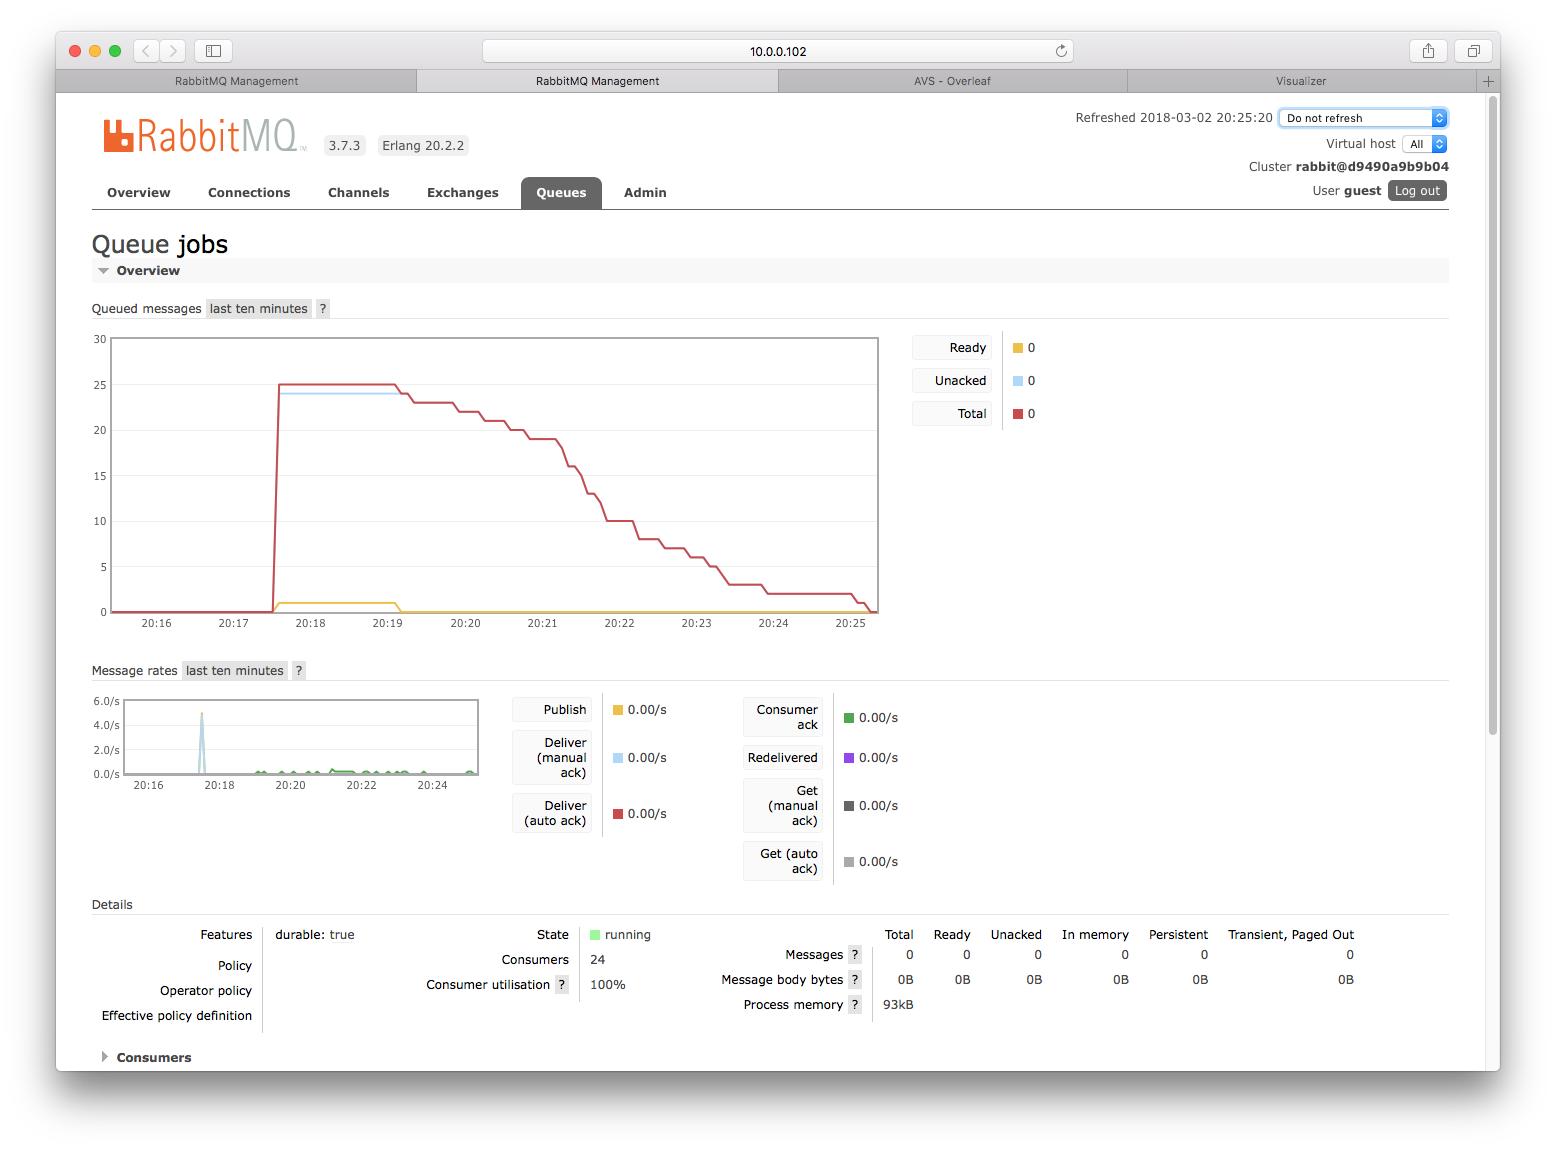 10.0.0.102
RabbitMQ Management
RabbitMQ Management
AVS - Overleaf
Visualizer
RabbitMQ TM
3.7.3
Erlang 20.2.2
Refreshed 2018-03-02 20:25:20
Do not refresh
Virtual host
All
Cluster rabbit@d9490a9b9b04
User guest
Log out
Overview
Connections
Channels
Exchanges
Queues
Admin
Queue jobs
Overview
Queued messages last ten minutes ?
30
25
20
15
10
5
0
20:16 20:17 20:18 20:19 20:20 20:21 20:22 20:23 20:24 20:25
Ready 0
Unacked 0
Total 0
Message rates last ten minutes ?
6.0/s
4.0/s
2.0/s
0.0/s
20:16 20:18 20:20 20:22 20:24
Publish 0.00/s
Deliver
(manual 0.00/s
ack)
Deliver
(auto ack) 0.00/s
Consumer
ack 0.00/s
Redelivered 0.00/s
Get
(manual 0.00/s
ack)
Get (auto
ack) 0.00/s
Details
Features durable: true
Policy
Operator policy
Effective policy definition
State running
Consumers 24
Consumer utilisation ? 100%
Total Ready Unacked In memory Persistent Transient, Paged Out
Messages ? 0 0 0 0 0 0
Message body bytes ? 0B 0B 0B 0B 0B 0B
Process memory ? 93kB
Consumers